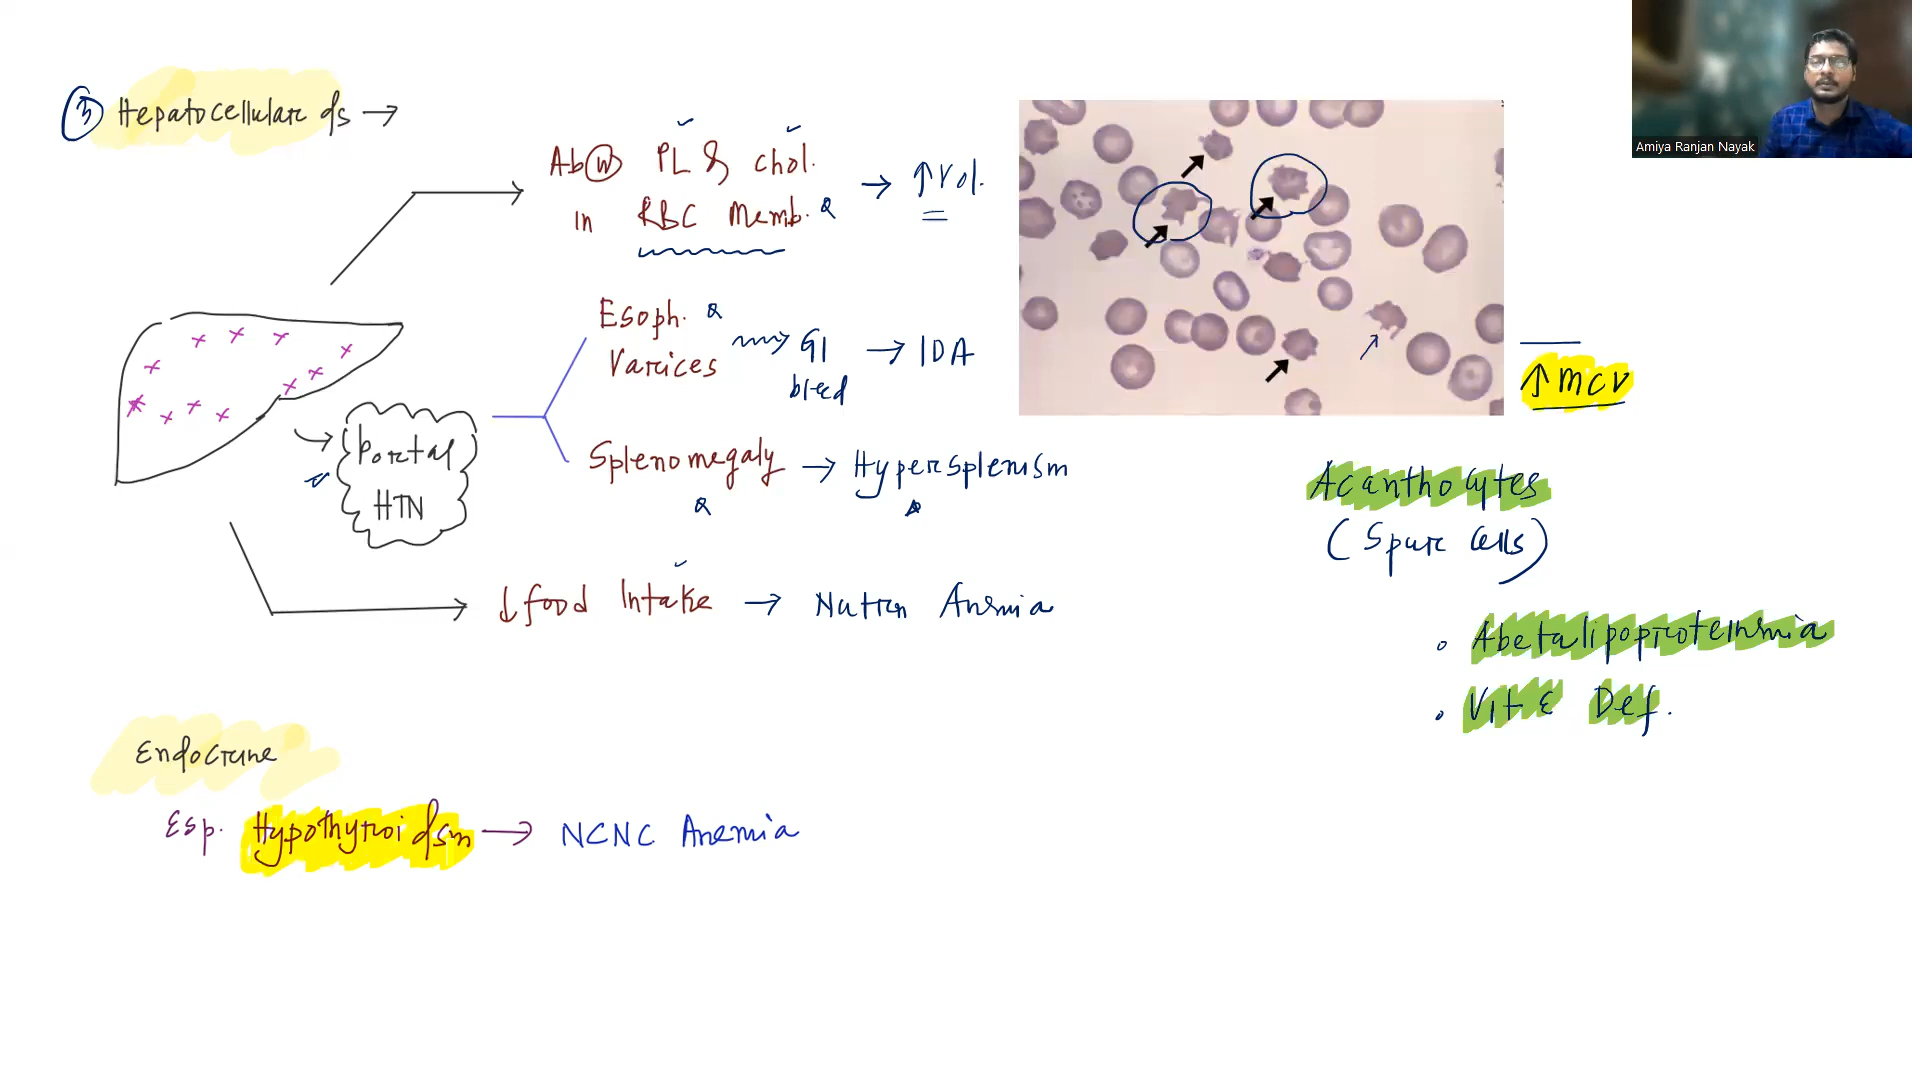 ③ Hepatocellular ds →
Ab(N) PL & chol.
in RBC Memb. → ↑Vol.
Esoph.
Varices → GI
bleed → IDA
Portal
HTN
Splenomegaly → Hypersplenism
↓food Intake → Nutrn Anemia
Endocrine
Esp. Hypothyroidsm → NCNC Anemia
Amiya Ranjan Nayak
↑ MCV
Acanthocytes
(Spur cells)
• Abetalipoproteinemia
• Vit E Def.